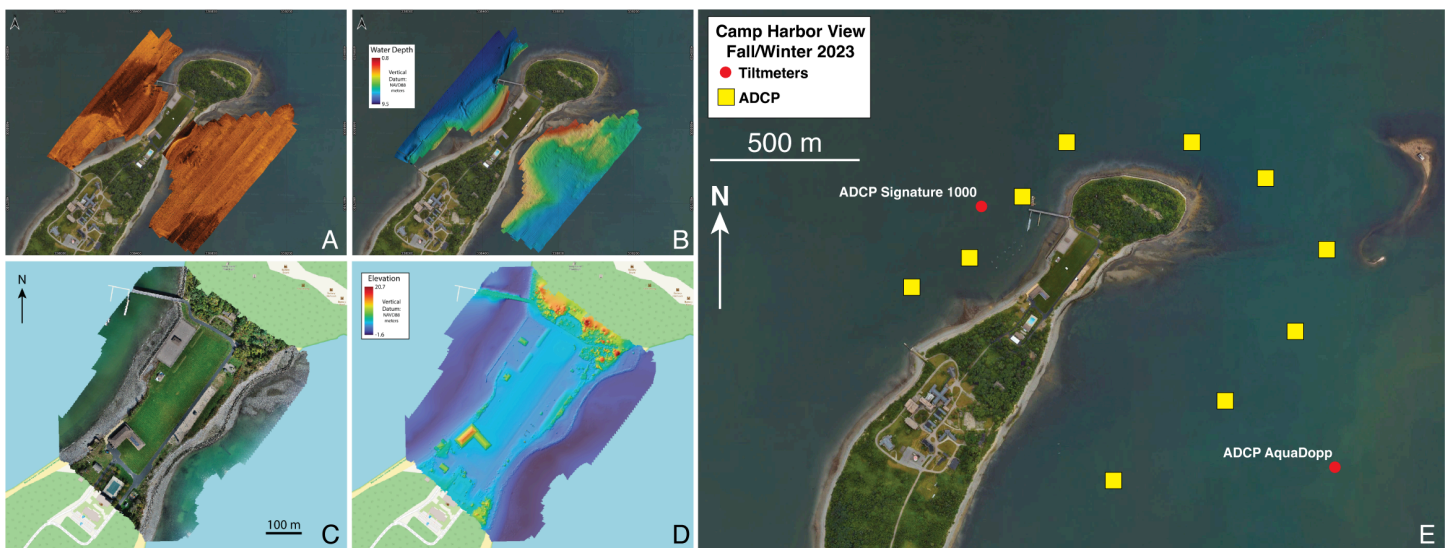 A
Water Depth
0.8
Vertical
Datum:
NAVD88
meters
9.5
B
N
100 m
C
Elevation
20.7
Vertical
Datum:
NAVD88
meters
-1.6
D
Camp Harbor View
Fall/Winter 2023
Tiltmeters
ADCP
500 m
N
ADCP Signature 1000
ADCP AquaDopp
E